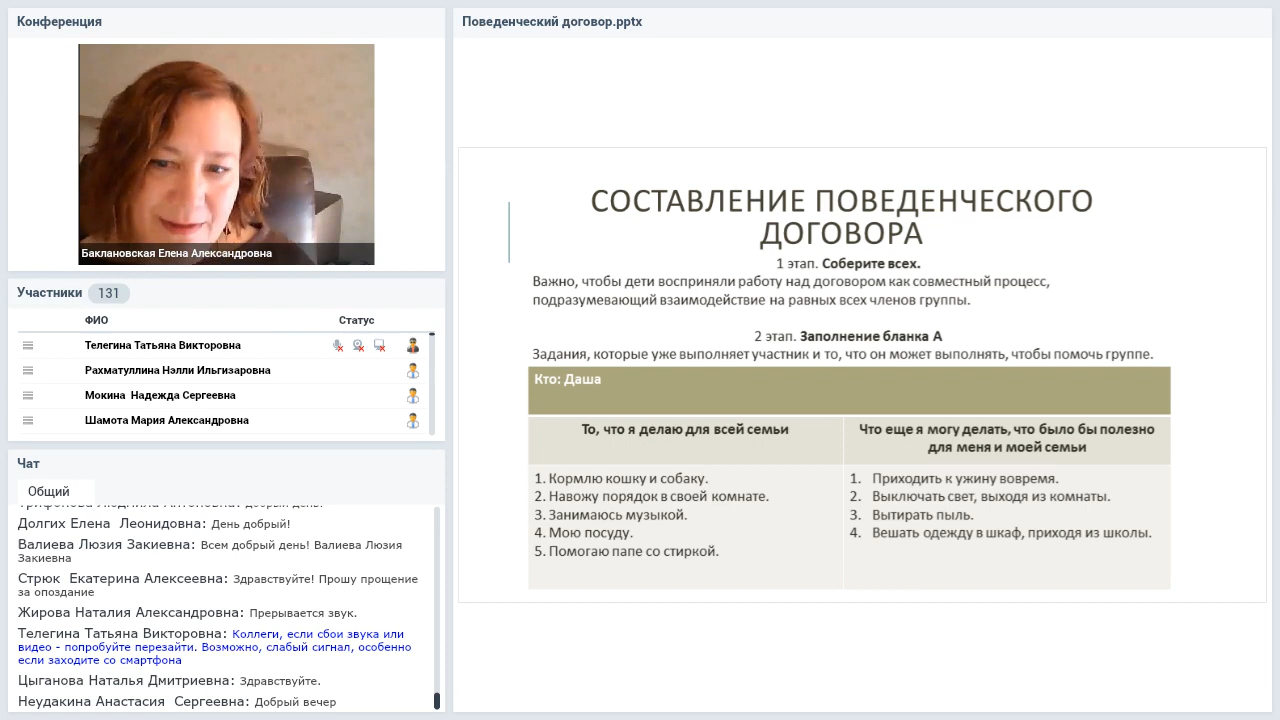 Конференция
Баклановская Елена Александровна
Участники 131
ФИО Статус
Телегина Татьяна Викторовна
Рахматуллина Нэлли Ильгизаровна
Мокина Надежда Сергеевна
Шамота Мария Александровна
Чат
Общий
Долгих Елена Леонидовна: День добрый!
Валиева Люзия Закиевна: Всем добрый день! Валиева Люзия
Закиевна
Стрюк Екатерина Алексеевна: Здравствуйте! Прошу прощение
за опоздание
Жирова Наталия Александровна: Прерывается звук.
Телегина Татьяна Викторовна: Коллеги, если сбои звука или
видео - попробуйте перезайти. Возможно, слабый сигнал, особенно
если заходите со смартфона
Цыганова Наталья Дмитриевна: Здравствуйте.
Неудакина Анастасия Сергеевна: Добрый вечер
Поведенческий договор.pptx
СОСТАВЛЕНИЕ ПОВЕДЕНЧЕСКОГО
ДОГОВОРА
1 этап. Соберите всех.
Важно, чтобы дети восприняли работу над договором как совместный процесс,
подразумевающий взаимодействие на равных всех членов группы.
2 этап. Заполнение бланка А
Задания, которые уже выполняет участник и то, что он может выполнять, чтобы помочь группе.
Кто: Даша
То, что я делаю для всей семьи
1. Кормлю кошку и собаку.
2. Навожу порядок в своей комнате.
3. Занимаюсь музыкой.
4. Мою посуду.
5. Помогаю папе со стиркой.
Что еще я могу делать, что было бы полезно
для меня и моей семьи
1. Приходить к ужину вовремя.
2. Выключать свет, выходя из комнаты.
3. Вытирать пыль.
4. Вешать одежду в шкаф, приходя из школы.